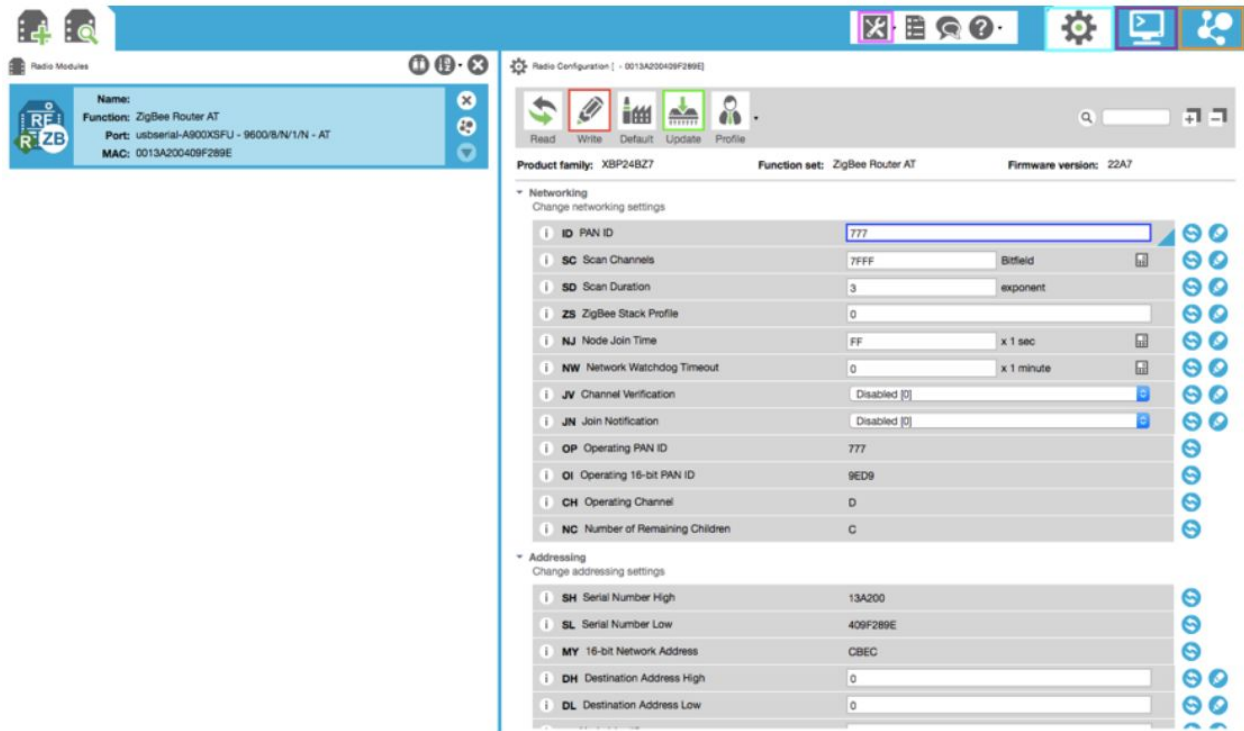 Radio Modules
Name:
Function: ZigBee Router AT
Port: usbserial-A900XSFU - 9600/8/N/1/N - AT
MAC: 0013A200409F289E
Radio Configuration [ - 0013A200409F289E]
Read Write Default Update Profile
Product family: XBP24BZ7 Function set: ZigBee Router AT Firmware version: 22A7
Networking
Change networking settings
i ID PAN ID 777
i SC Scan Channels 7FFF Bitfield
i SD Scan Duration 3 exponent
i ZS ZigBee Stack Profile 0
i NJ Node Join Time FF x 1 sec
i NW Network Watchdog Timeout 0 x 1 minute
i JV Channel Verification Disabled [0]
i JN Join Notification Disabled [0]
i OP Operating PAN ID 777
i OI Operating 16-bit PAN ID 9ED9
i CH Operating Channel D
i NC Number of Remaining Children C
Addressing
Change addressing settings
i SH Serial Number High 13A200
i SL Serial Number Low 409F289E
i MY 16-bit Network Address CBEC
i DH Destination Address High 0
i DL Destination Address Low 0